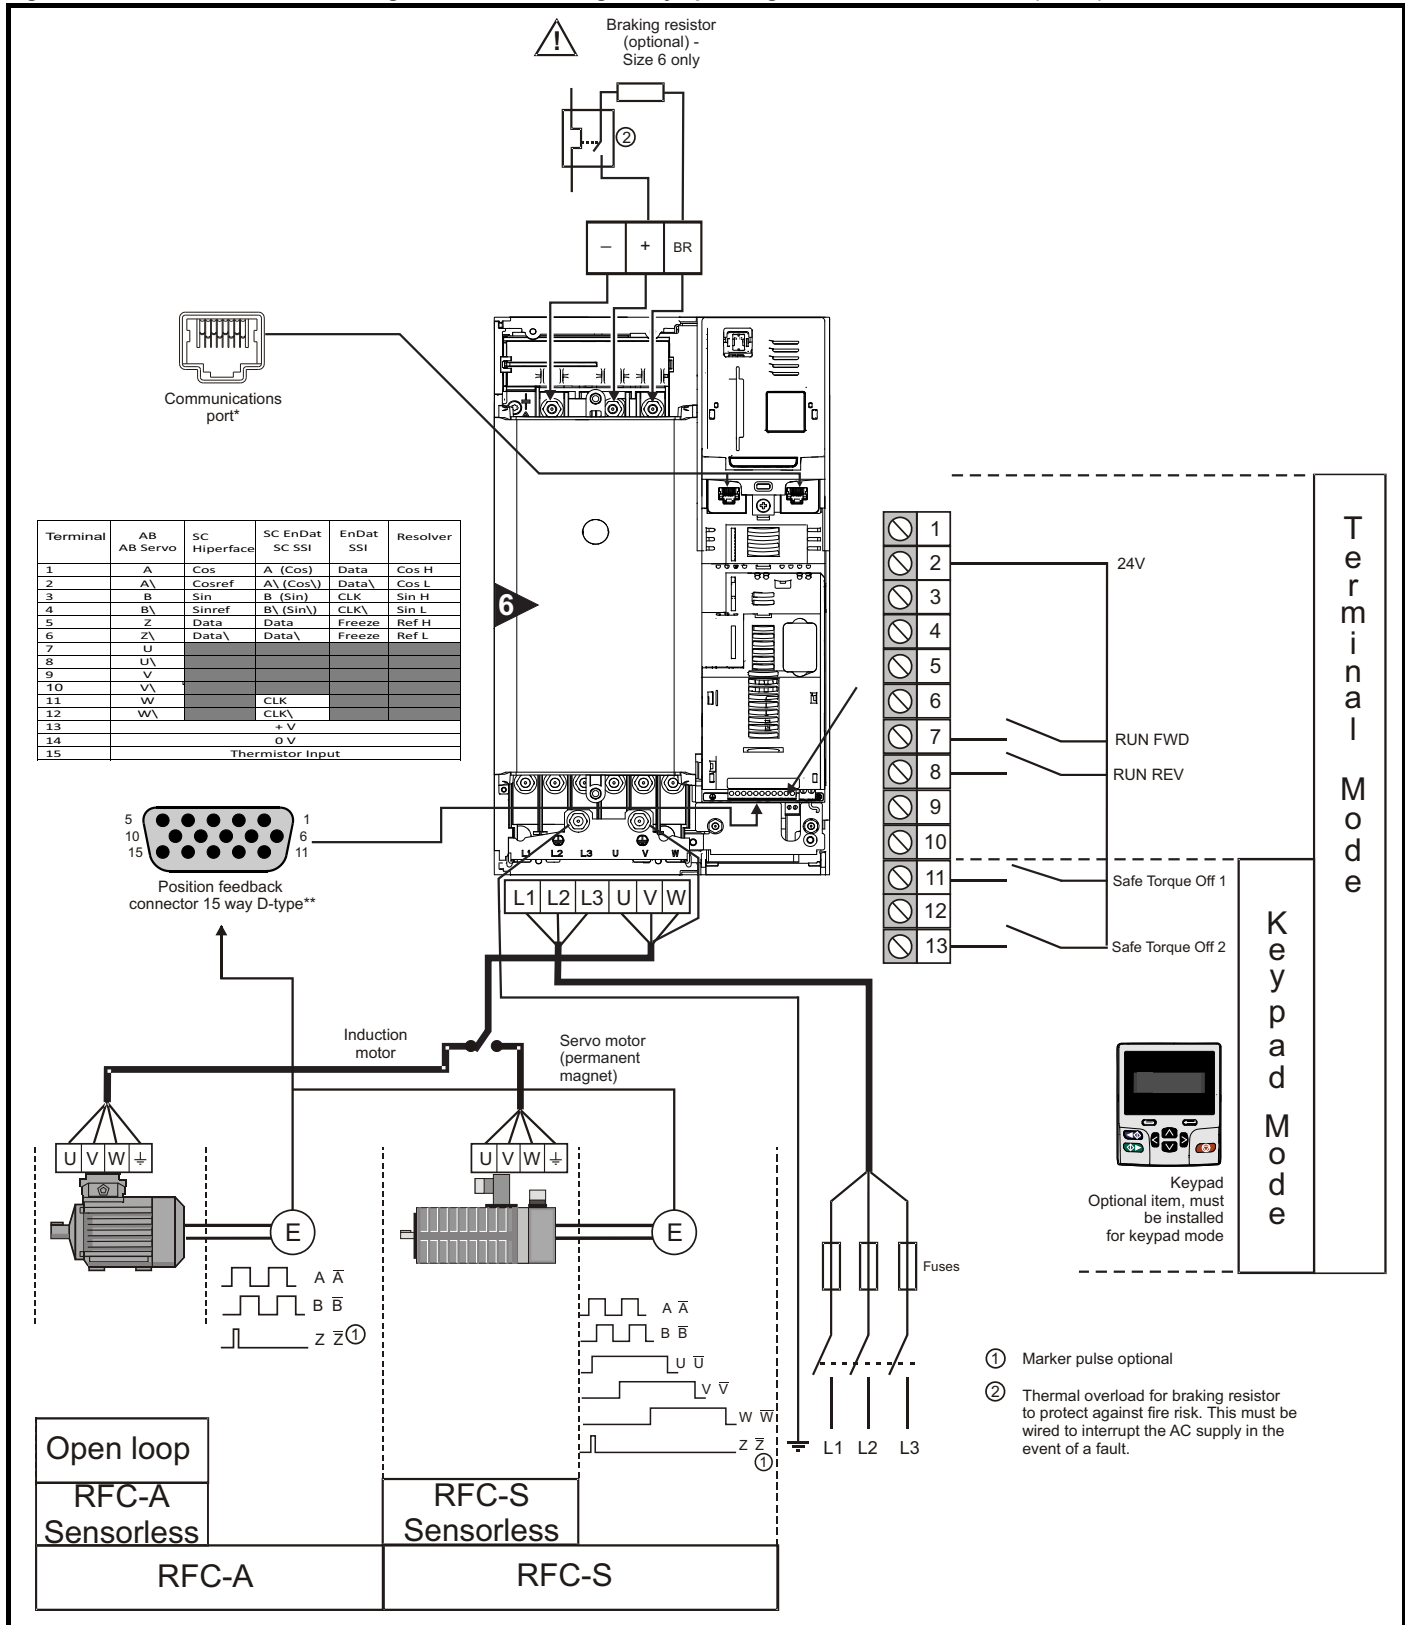 Braking resistor
(optional) -
Size 6 only
2
– + BR
Communications
port*
Terminal AB AB Servo SC Hiperface SC EnDat SC SSI EnDat SSI Resolver
1 A Cos A (Cos) Data Cos H
2 A\ Cosref A\ (Cos\) Data\ Cos L
3 B Sin B (Sin) CLK Sin H
4 B\ Sinref B\ (Sin\) CLK\ Sin L
5 Z Data Data Freeze Ref H
6 Z\ Data\ Data\ Freeze Ref L
7 U
8 U\
9 V
10 V\
11 W CLK
12 W\ CLK\
13 + V
14 0 V
15 Thermistor Input
6
1
2
3
4
5
6
7
8
9
10
11
12
13
24V
RUN FWD
RUN REV
Safe Torque Off 1
Safe Torque Off 2
Terminal Mode
Keypad Mode
5 1
10 6
15 11
Position feedback
connector 15 way D-type**
L1 L2 L3 U V W
L1 L2 L3 U V W
Induction
motor
Servo motor
(permanent
magnet)
U V W
U V W
E
E
Keypad
Optional item, must
be installed
for keypad mode
Fuses
A A̅
B B̅
Z Z̅ 1
A A̅
B B̅
U U̅
V V̅
W W̅
Z Z̅
1
L1 L2 L3
1 Marker pulse optional
2 Thermal overload for braking resistor
to protect against fire risk. This must be
wired to interrupt the AC supply in the
event of a fault.
Open loop
RFC-A
Sensorless
RFC-S
Sensorless
RFC-A
RFC-S